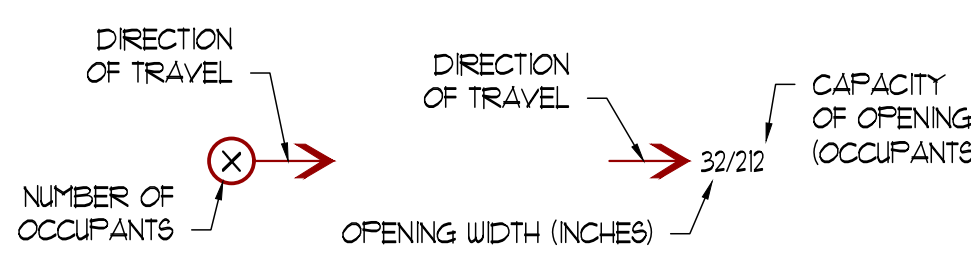 DIRECTION
OF TRAVEL
X
NUMBER OF
OCCUPANTS
DIRECTION
OF TRAVEL
32/212
CAPACITY
OF OPENING
(OCCUPANTS
OPENING WIDTH (INCHES)